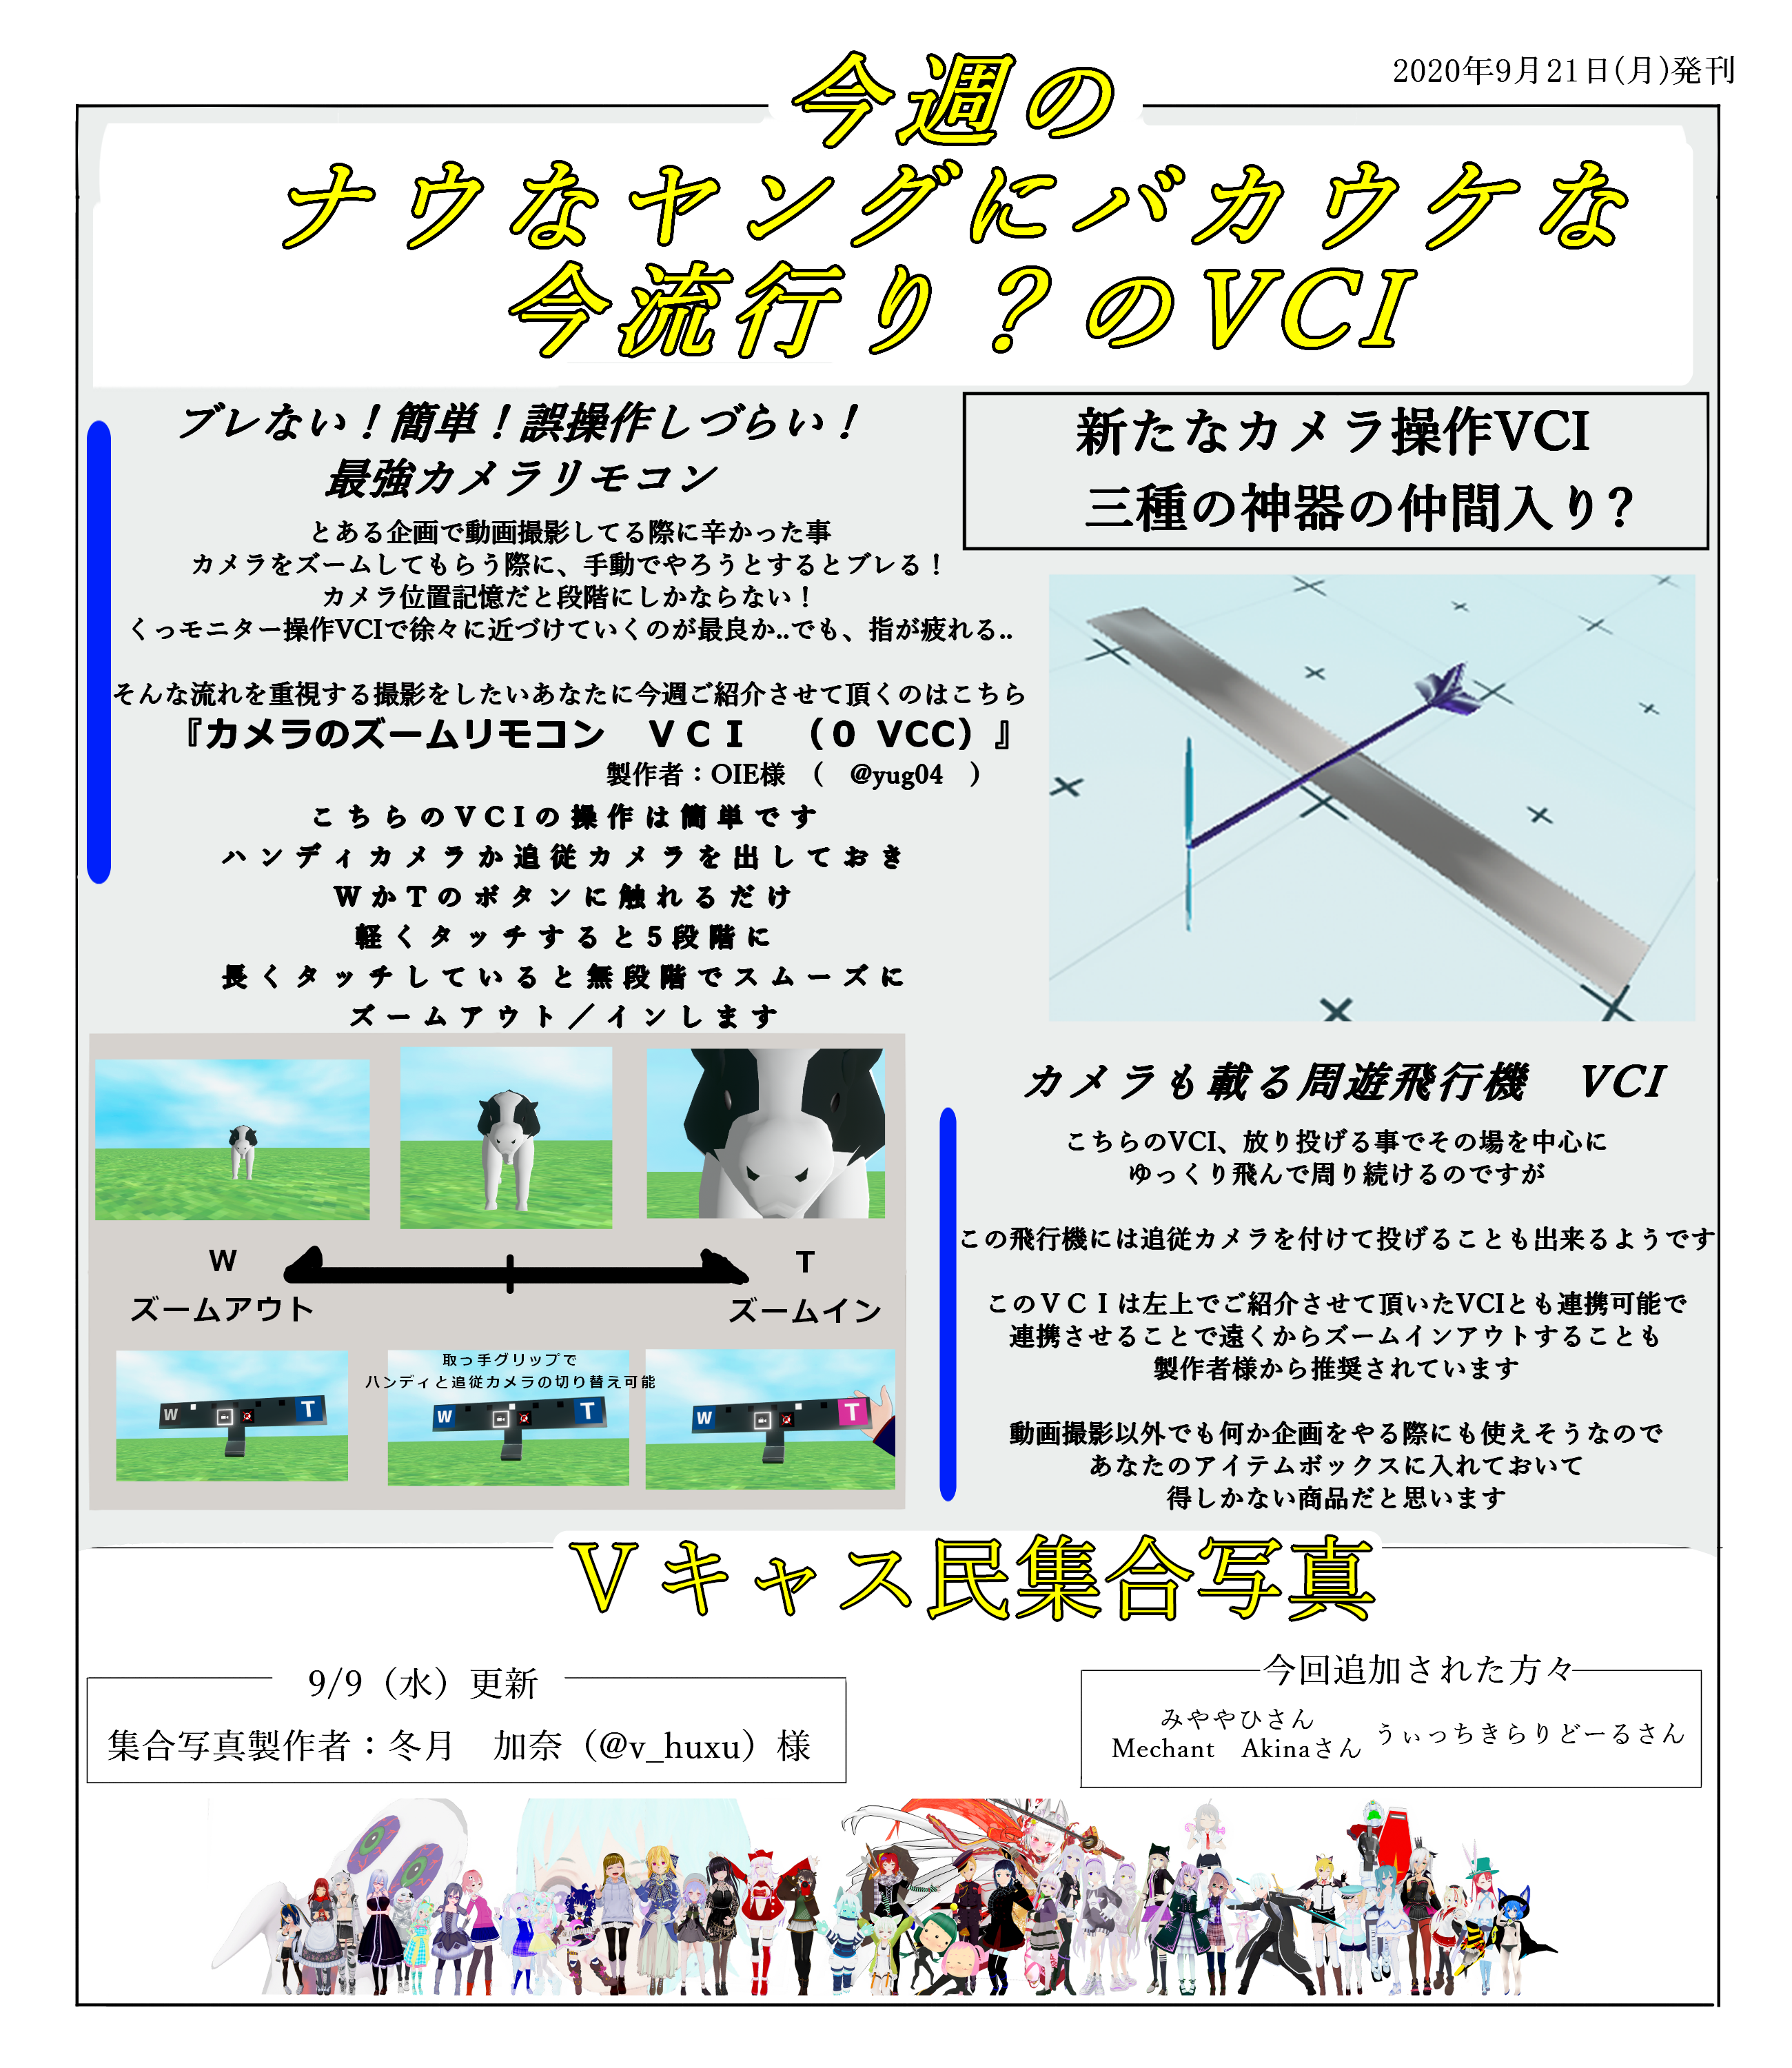 2020年9月21日(月)発刊
今週の
ナウなヤングにバカウケな
今流行り？のVCI
ブレない！簡単！誤操作しづらい！
最強カメラリモコン
とある企画で動画撮影してる際に辛かった事
カメラをズームしてもらう際に、手動でやろうとするとブレる！
カメラ位置記憶だと段階にしかならない！
くっモニター操作VCIで徐々に近づけていくのが最良か..でも、指が疲れる..
そんな流れを重視する撮影をしたいあなたに今週ご紹介させて頂くのはこちら
『カメラのズームリモコン　ＶＣＩ　（0 VCC）』
製作者：OIE様　(　@yug04　)
こちらのVCIの操作は簡単です
ハンディカメラか追従カメラを出しておき
WかTのボタンに触れるだけ
軽くタッチすると5段階に
長くタッチしていると無段階でスムーズに
ズームアウト／インします
W
T
ズームアウト
ズームイン
取っ手グリップで
ハンディと追従カメラの切り替え可能
W T
W T
W T
新たなカメラ操作VCI
三種の神器の仲間入り？
カメラも載る周遊飛行機　VCI
こちらのVCI、放り投げる事でその場を中心に
ゆっくり飛んで周り続けるのですが
この飛行機には追従カメラを付けて投げることも出来るようです
このＶＣＩは左上でご紹介させて頂いたVCIとも連携可能で
連携させることで遠くからズームインアウトすることも
製作者様から推奨されています
動画撮影以外でも何か企画をやる際にも使えそうなので
あなたのアイテムボックスに入れておいて
得しかない商品だと思います
Ｖキャス民集合写真
9/9（水）更新
集合写真製作者：冬月　加奈（@v_huxu）様
今回追加された方々
みややひさん
Mechant　Akinaさん
うぃっちきらりどーるさん